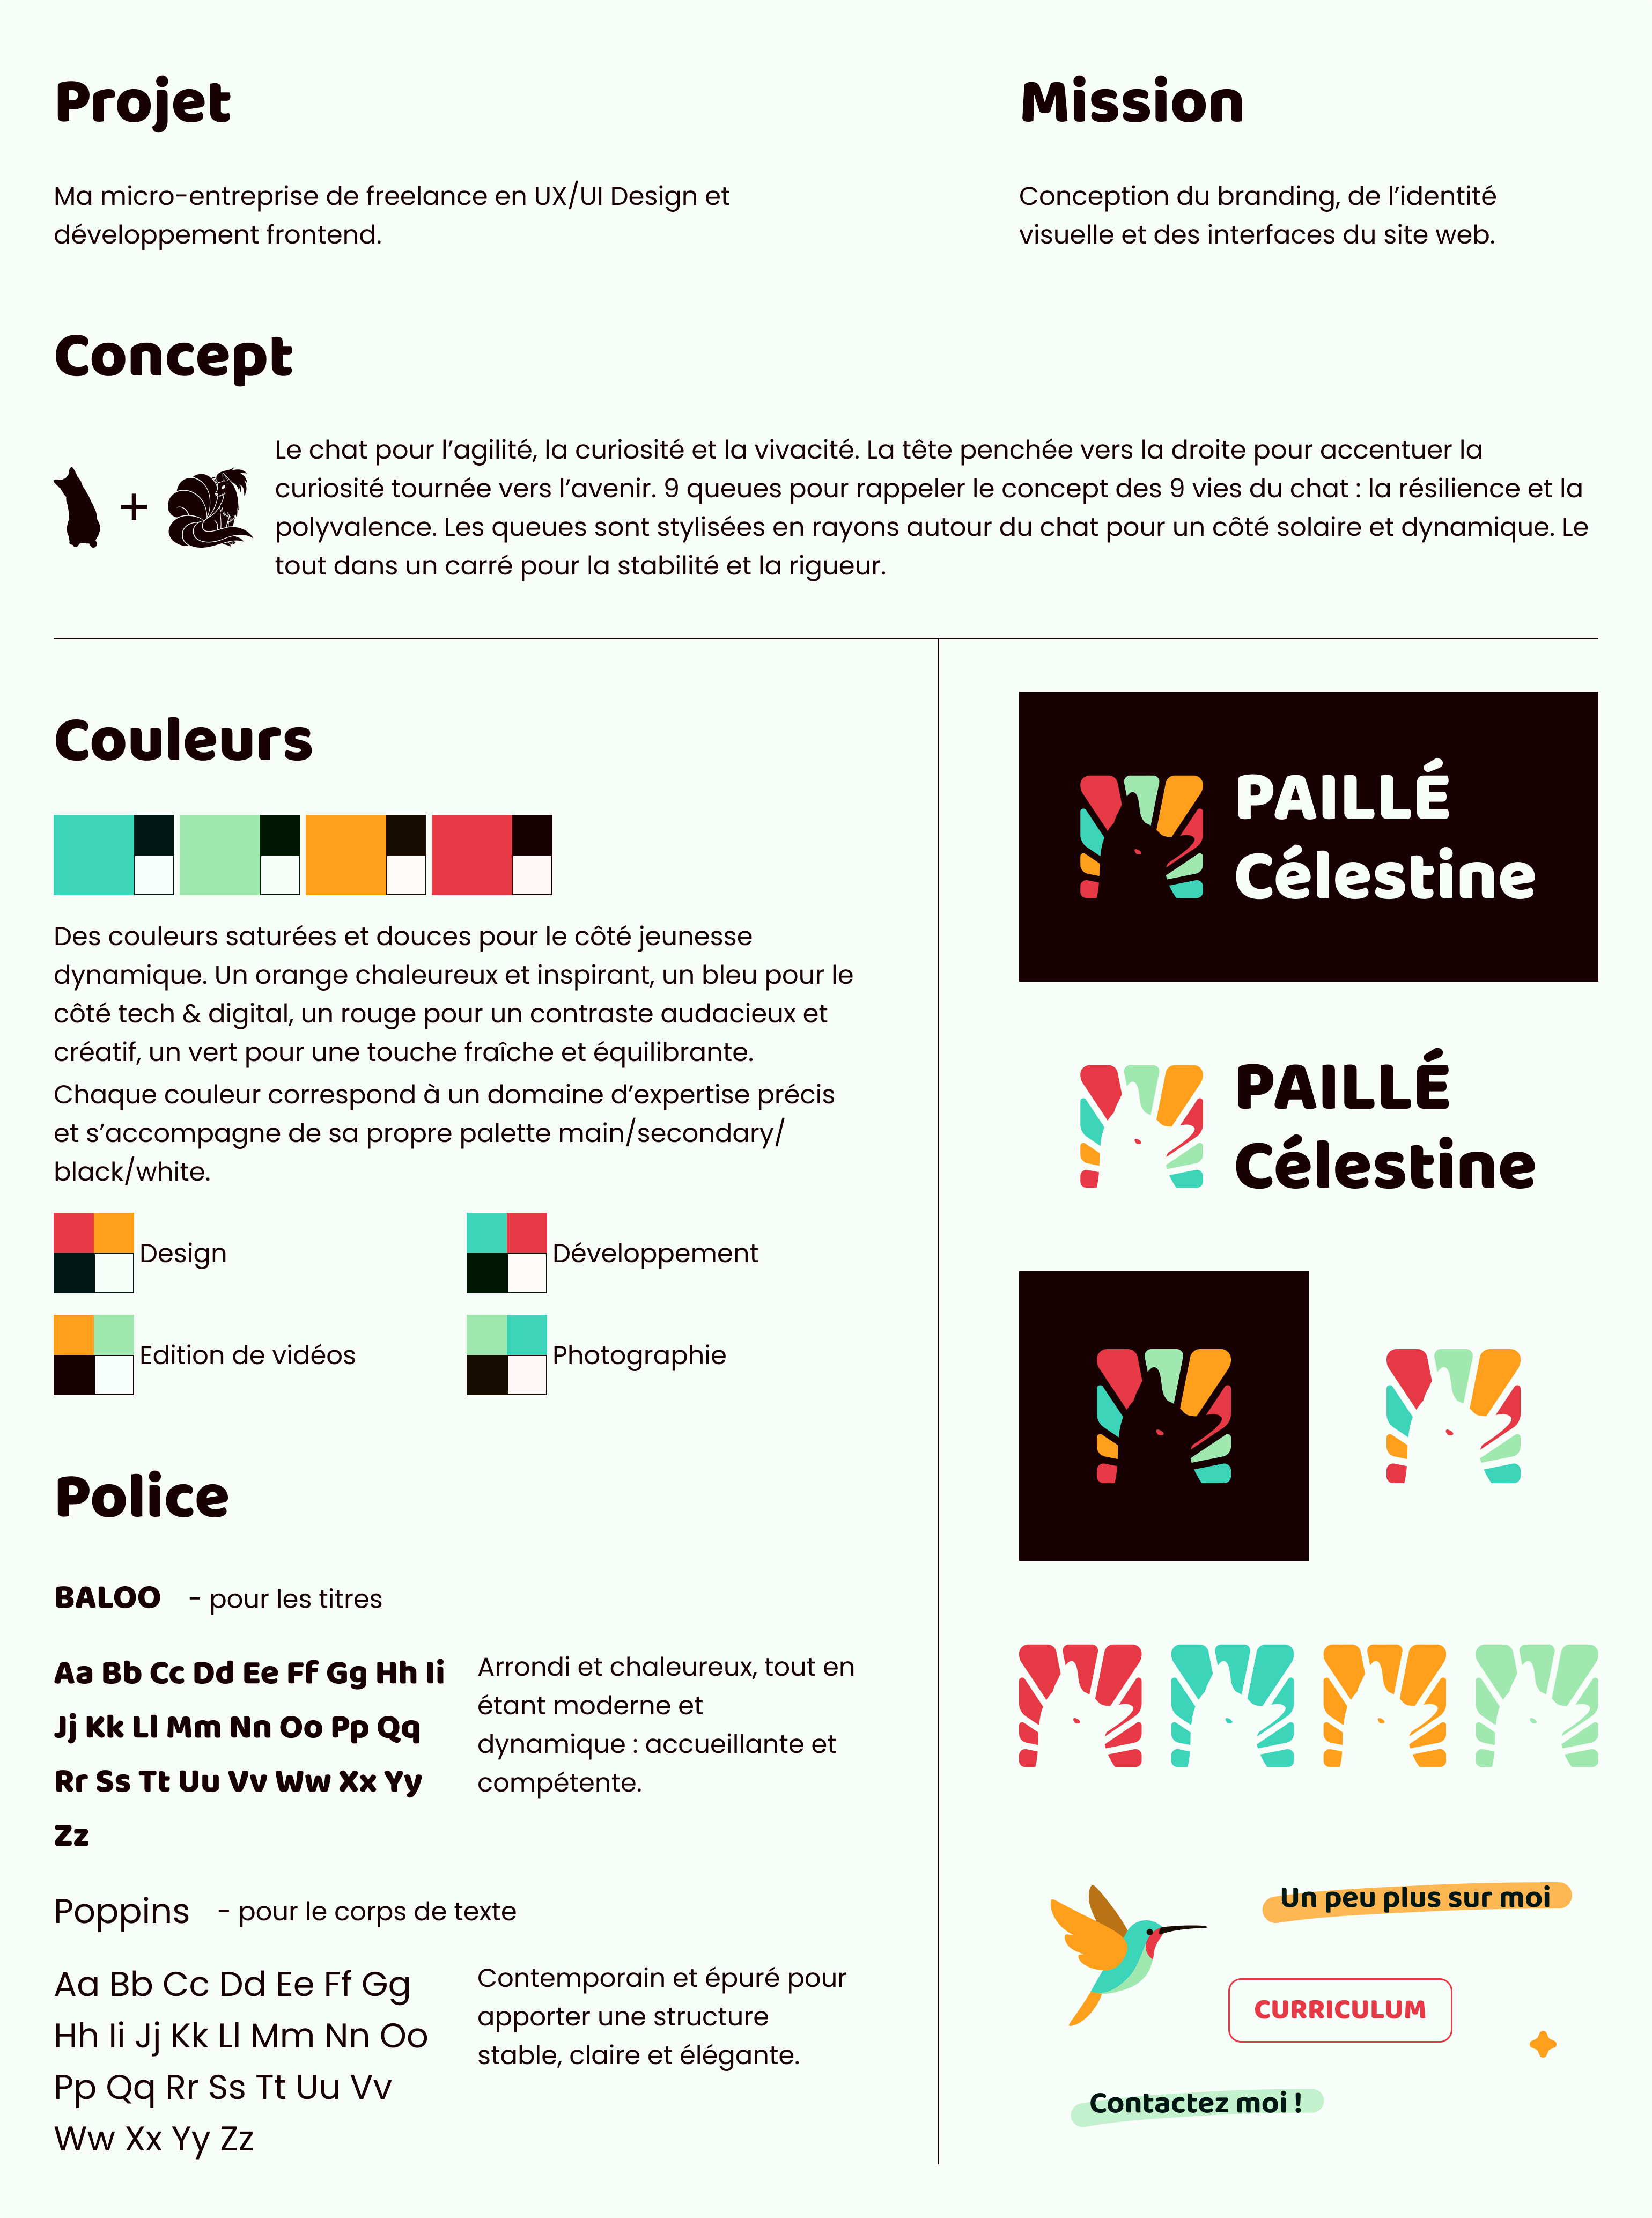 Projet
Ma micro-entreprise de freelance en UX/UI Design et
développement frontend.
Mission
Conception du branding, de l’identité
visuelle et des interfaces du site web.
Concept
+
Le chat pour l’agilité, la curiosité et la vivacité. La tête penchée vers la droite pour accentuer la
curiosité tournée vers l’avenir. 9 queues pour rappeler le concept des 9 vies du chat : la résilience et la
polyvalence. Les queues sont stylisées en rayons autour du chat pour un côté solaire et dynamique. Le
tout dans un carré pour la stabilité et la rigueur.
Couleurs
Des couleurs saturées et douces pour le côté jeunesse
dynamique. Un orange chaleureux et inspirant, un bleu pour le
côté tech & digital, un rouge pour un contraste audacieux et
créatif, un vert pour une touche fraîche et équilibrante.
Chaque couleur correspond à un domaine d’expertise précis
et s’accompagne de sa propre palette main/secondary/
black/white.
Design
Développement
Edition de vidéos
Photographie
Police
BALOO - pour les titres
Aa Bb Cc Dd Ee Ff Gg Hh Ii
Jj Kk Ll Mm Nn Oo Pp Qq
Rr Ss Tt Uu Vv Ww Xx Yy
Zz
Arrondi et chaleureux, tout en
étant moderne et
dynamique : accueillante et
compétente.
Poppins - pour le corps de texte
Aa Bb Cc Dd Ee Ff Gg
Hh Ii Jj Kk Ll Mm Nn Oo
Pp Qq Rr Ss Tt Uu Vv
Ww Xx Yy Zz
Contemporain et épuré pour
apporter une structure
stable, claire et élégante.
PAILLÉ
Célestine
PAILLÉ
Célestine
Un peu plus sur moi
CURRICULUM
Contactez moi !